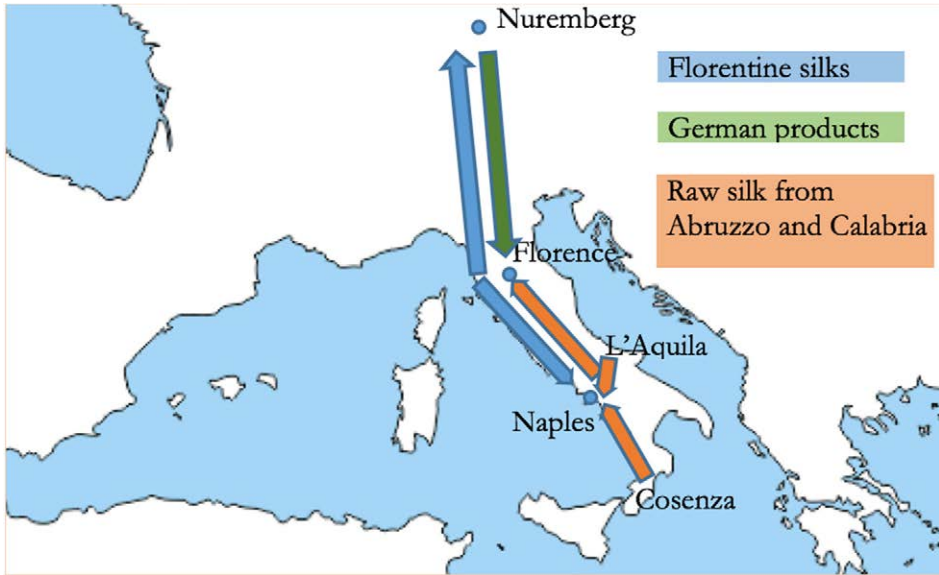 Nuremberg
Florentine silks
German products
Raw silk from
Abruzzo and Calabria
Florence
L’Aquila
Naples
Cosenza